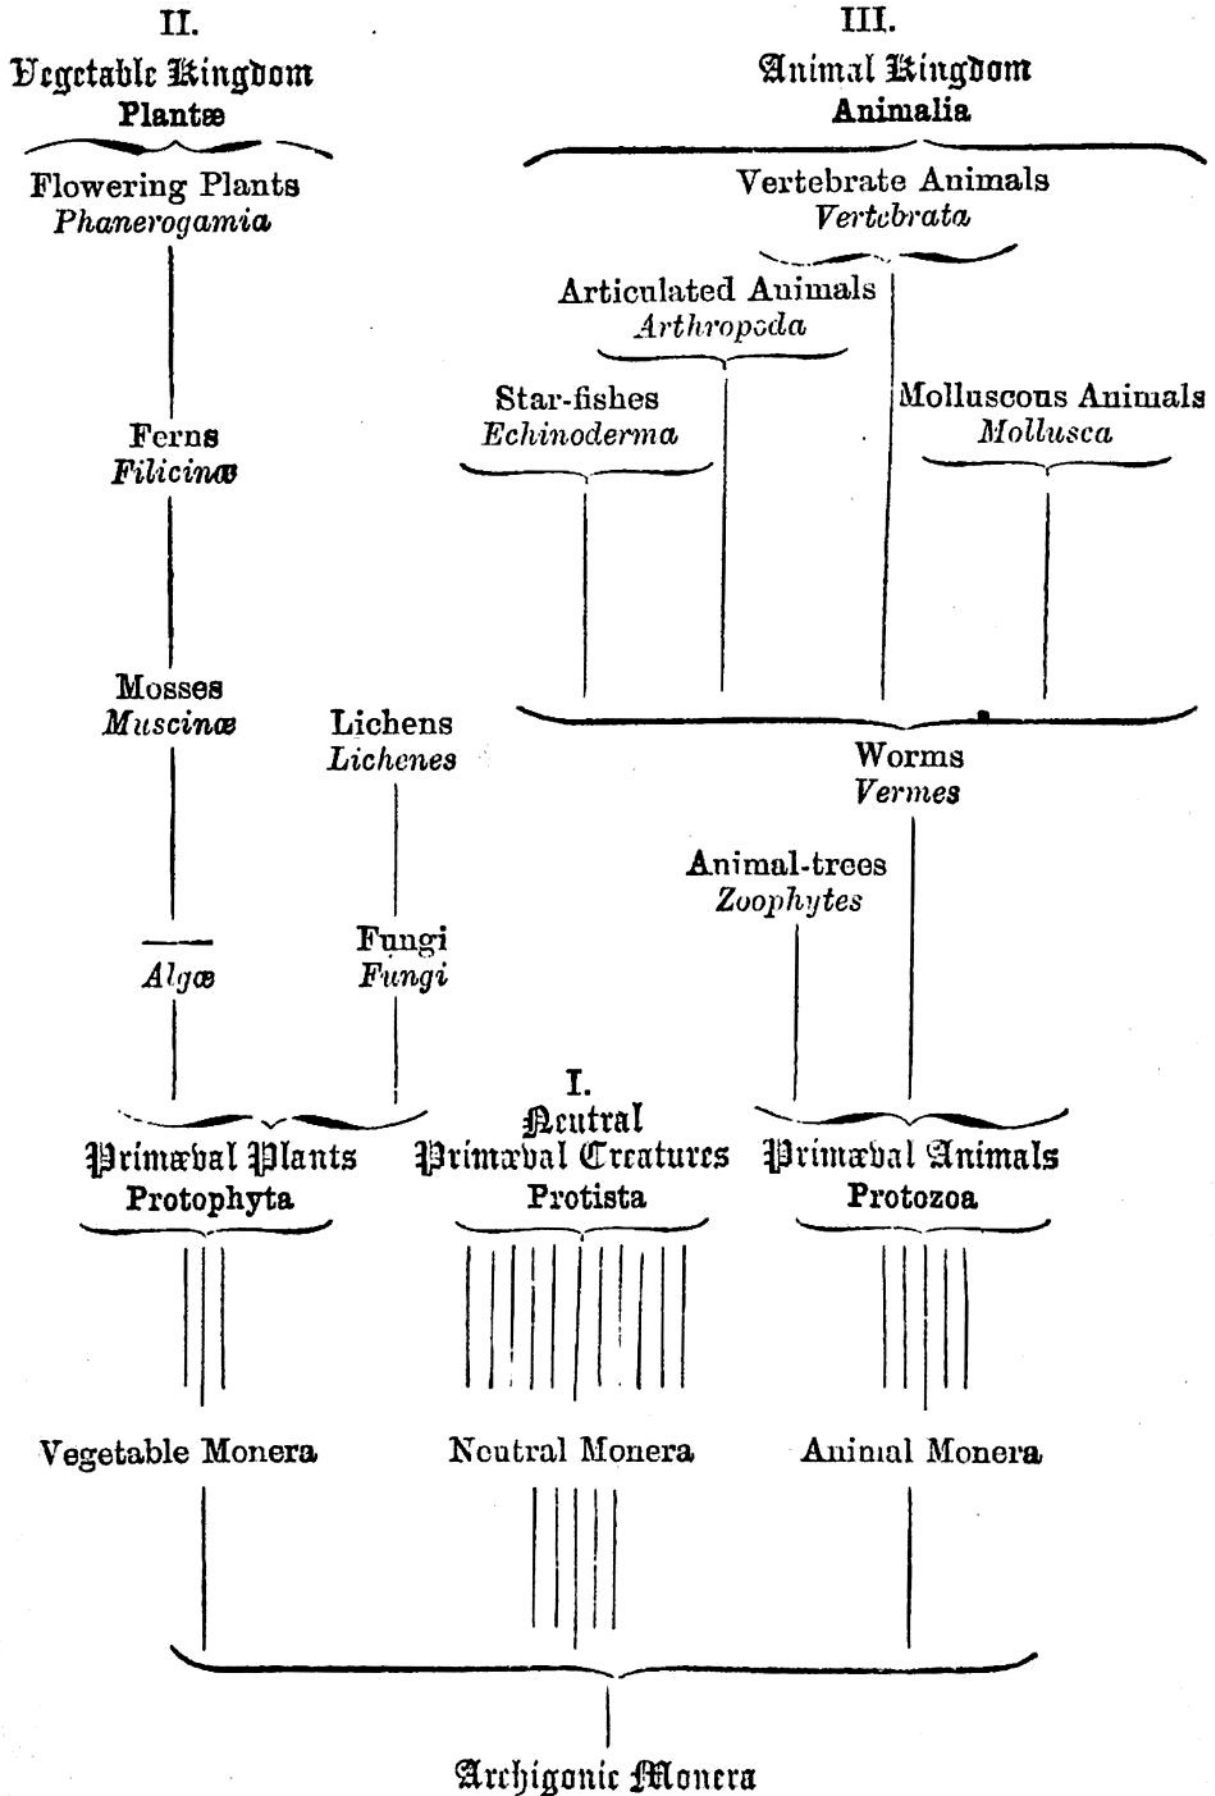 II.
Vegetable Kingdom
Plantæ
Flowering Plants
Phanerogamia
Ferns
Filicinæ
Mosses
Muscinæ
Lichens
Lichenes
Algæ
Fungi
Fungi
III.
Animal Kingdom
Animalia
Vertebrate Animals
Vertebrata
Articulated Animals
Arthropoda
Star-fishes
Echinoderma
Molluscous Animals
Mollusca
Worms
Vermes
Animal-trees
Zoophytes
Primæval Plants
Protophyta
I.
Neutral
Primæval Creatures
Protista
Primæval Animals
Protozoa
Vegetable Monera
Neutral Monera
Animal Monera
Archigonic Monera